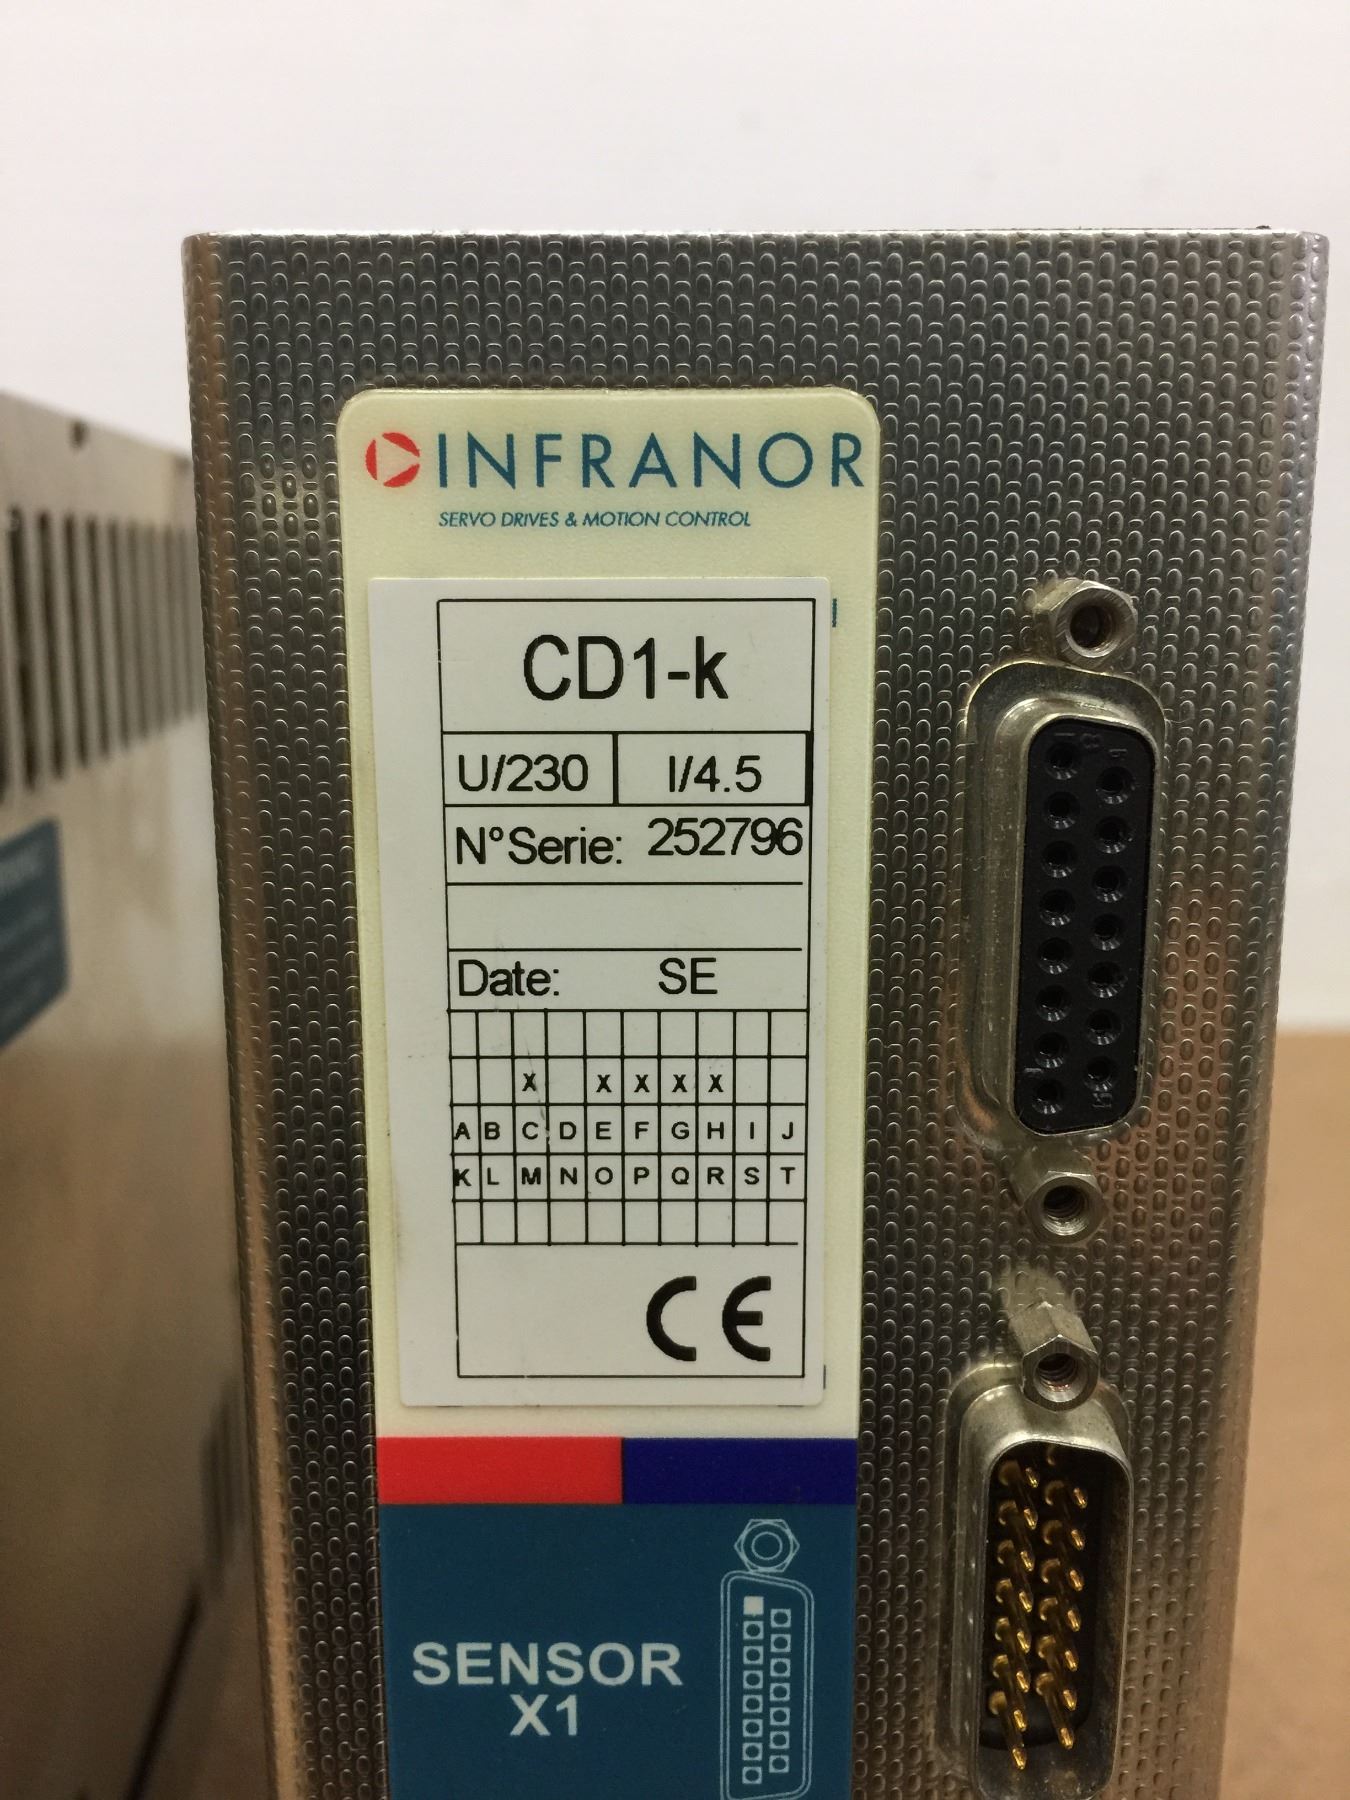 INFRANOR
SERVO DRIVES & MOTION CONTROL
CD1-k
U/230 I/4.5
N°Serie: 252796
Date: SE
X X X X X
A B C D E F G H I J
K L M N O P Q R S T
CE
SENSOR
X1